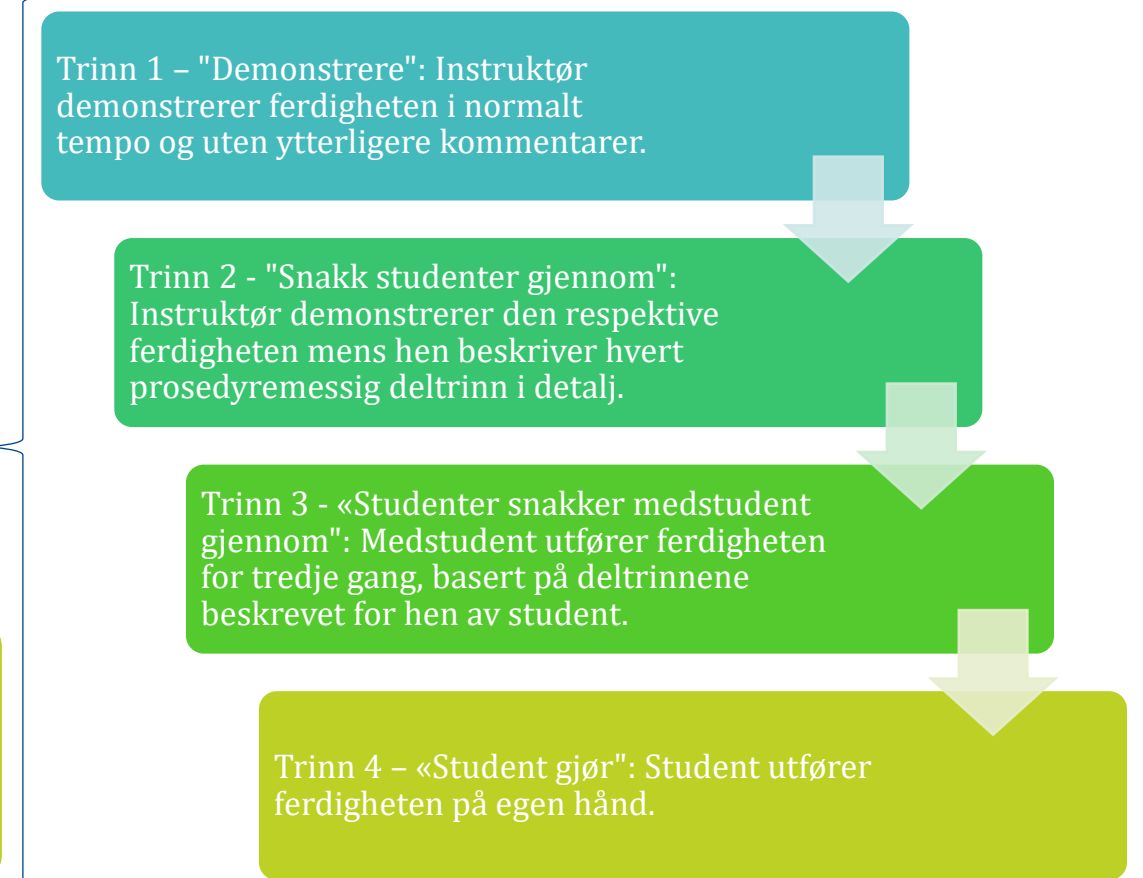 Trinn 1 – "Demonstrere": Instruktør
demonstrerer ferdigheten i normalt
tempo og uten ytterligere kommentarer.
Trinn 2 - "Snakk studenter gjennom":
Instruktør demonstrerer den respektive
ferdigheten mens hen beskriver hvert
prosedyremessig deltrinn i detalj.
Trinn 3 - «Studenter snakker medstudent
gjennom": Medstudent utfører ferdigheten
for tredje gang, basert på deltrinnene
beskrevet for hen av student.
Trinn 4 – «Student gjør": Student utfører
ferdigheten på egen hånd.